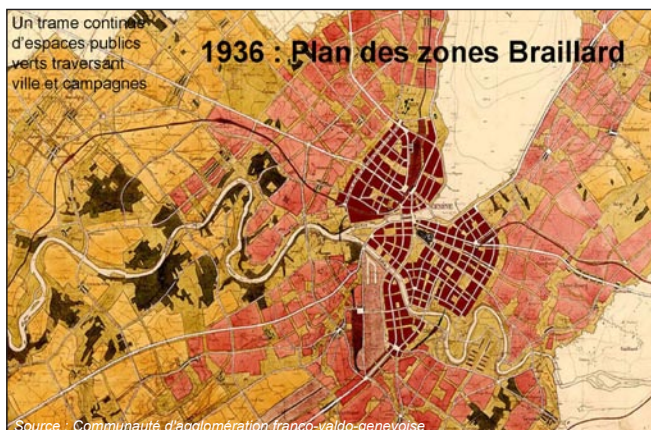 Un trame continue
d'espaces publics
verts traversant
ville et campagnes
1936 : Plan des zones Braillard
Source : Communauté d'agglomération franco-valdo-genevoise